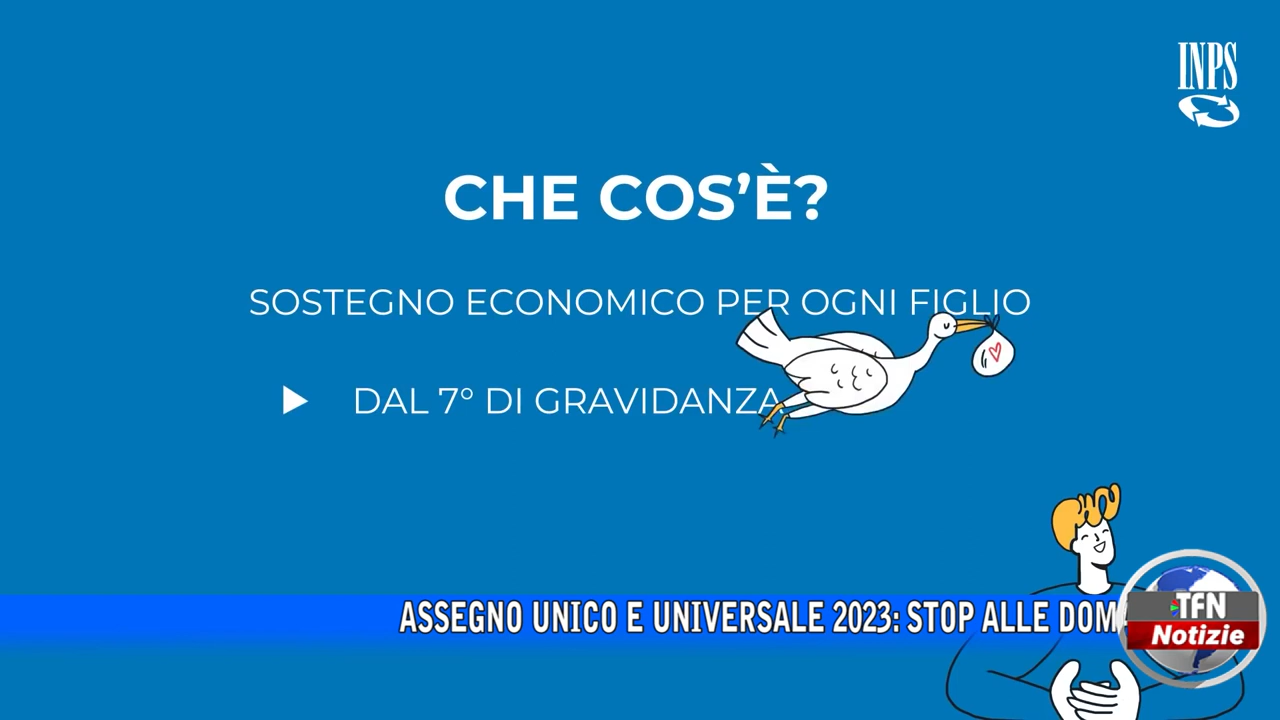 INPS
CHE COS'È?
SOSTEGNO ECONOMICO PER OGNI FIGLIO
DAL 7° DI GRAVIDANZA
ASSEGNO UNICO E UNIVERSALE 2023: STOP ALLE
TFN
Notizie